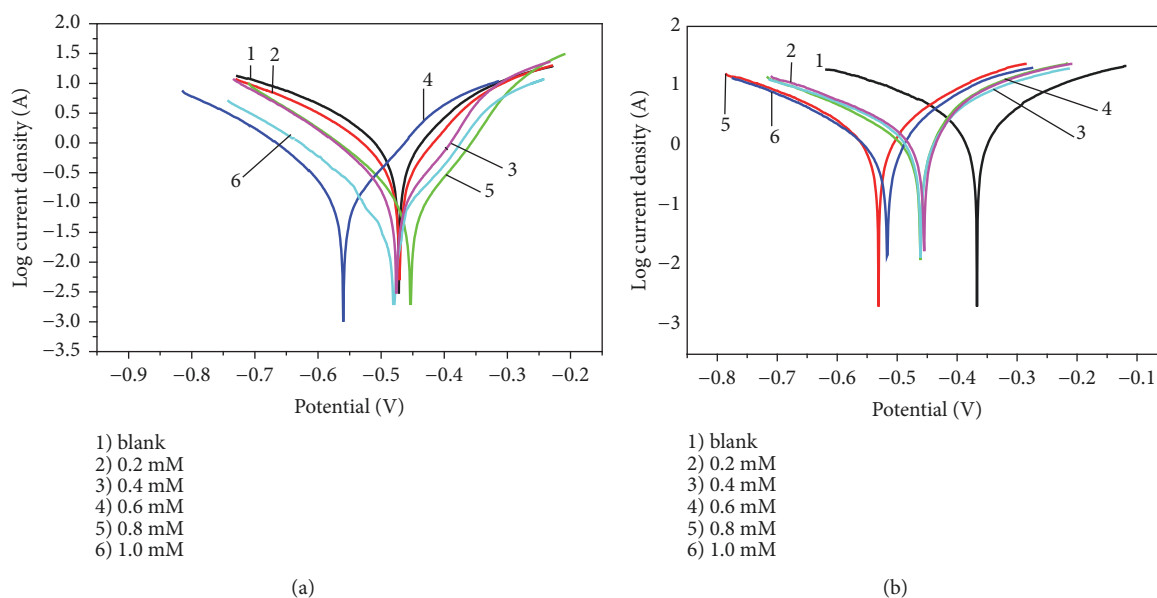 2.0
1.5
1.0
0.5
0.0
−0.5
−1.0
−1.5
−2.0
−2.5
−3.0
−3.5
Log current density (A)
1
2
4
3
5
6
−0.9
−0.8
−0.7
−0.6
−0.5
−0.4
−0.3
−0.2
Potential (V)
1) blank
2) 0.2 mM
3) 0.4 mM
4) 0.6 mM
5) 0.8 mM
6) 1.0 mM
(a)
2
1
0
−1
−2
−3
Log current density (A)
2
1
5
6
4
3
−0.8
−0.7
−0.6
−0.5
−0.4
−0.3
−0.2
−0.1
Potential (V)
1) blank
2) 0.2 mM
3) 0.4 mM
4) 0.6 mM
5) 0.8 mM
6) 1.0 mM
(b)